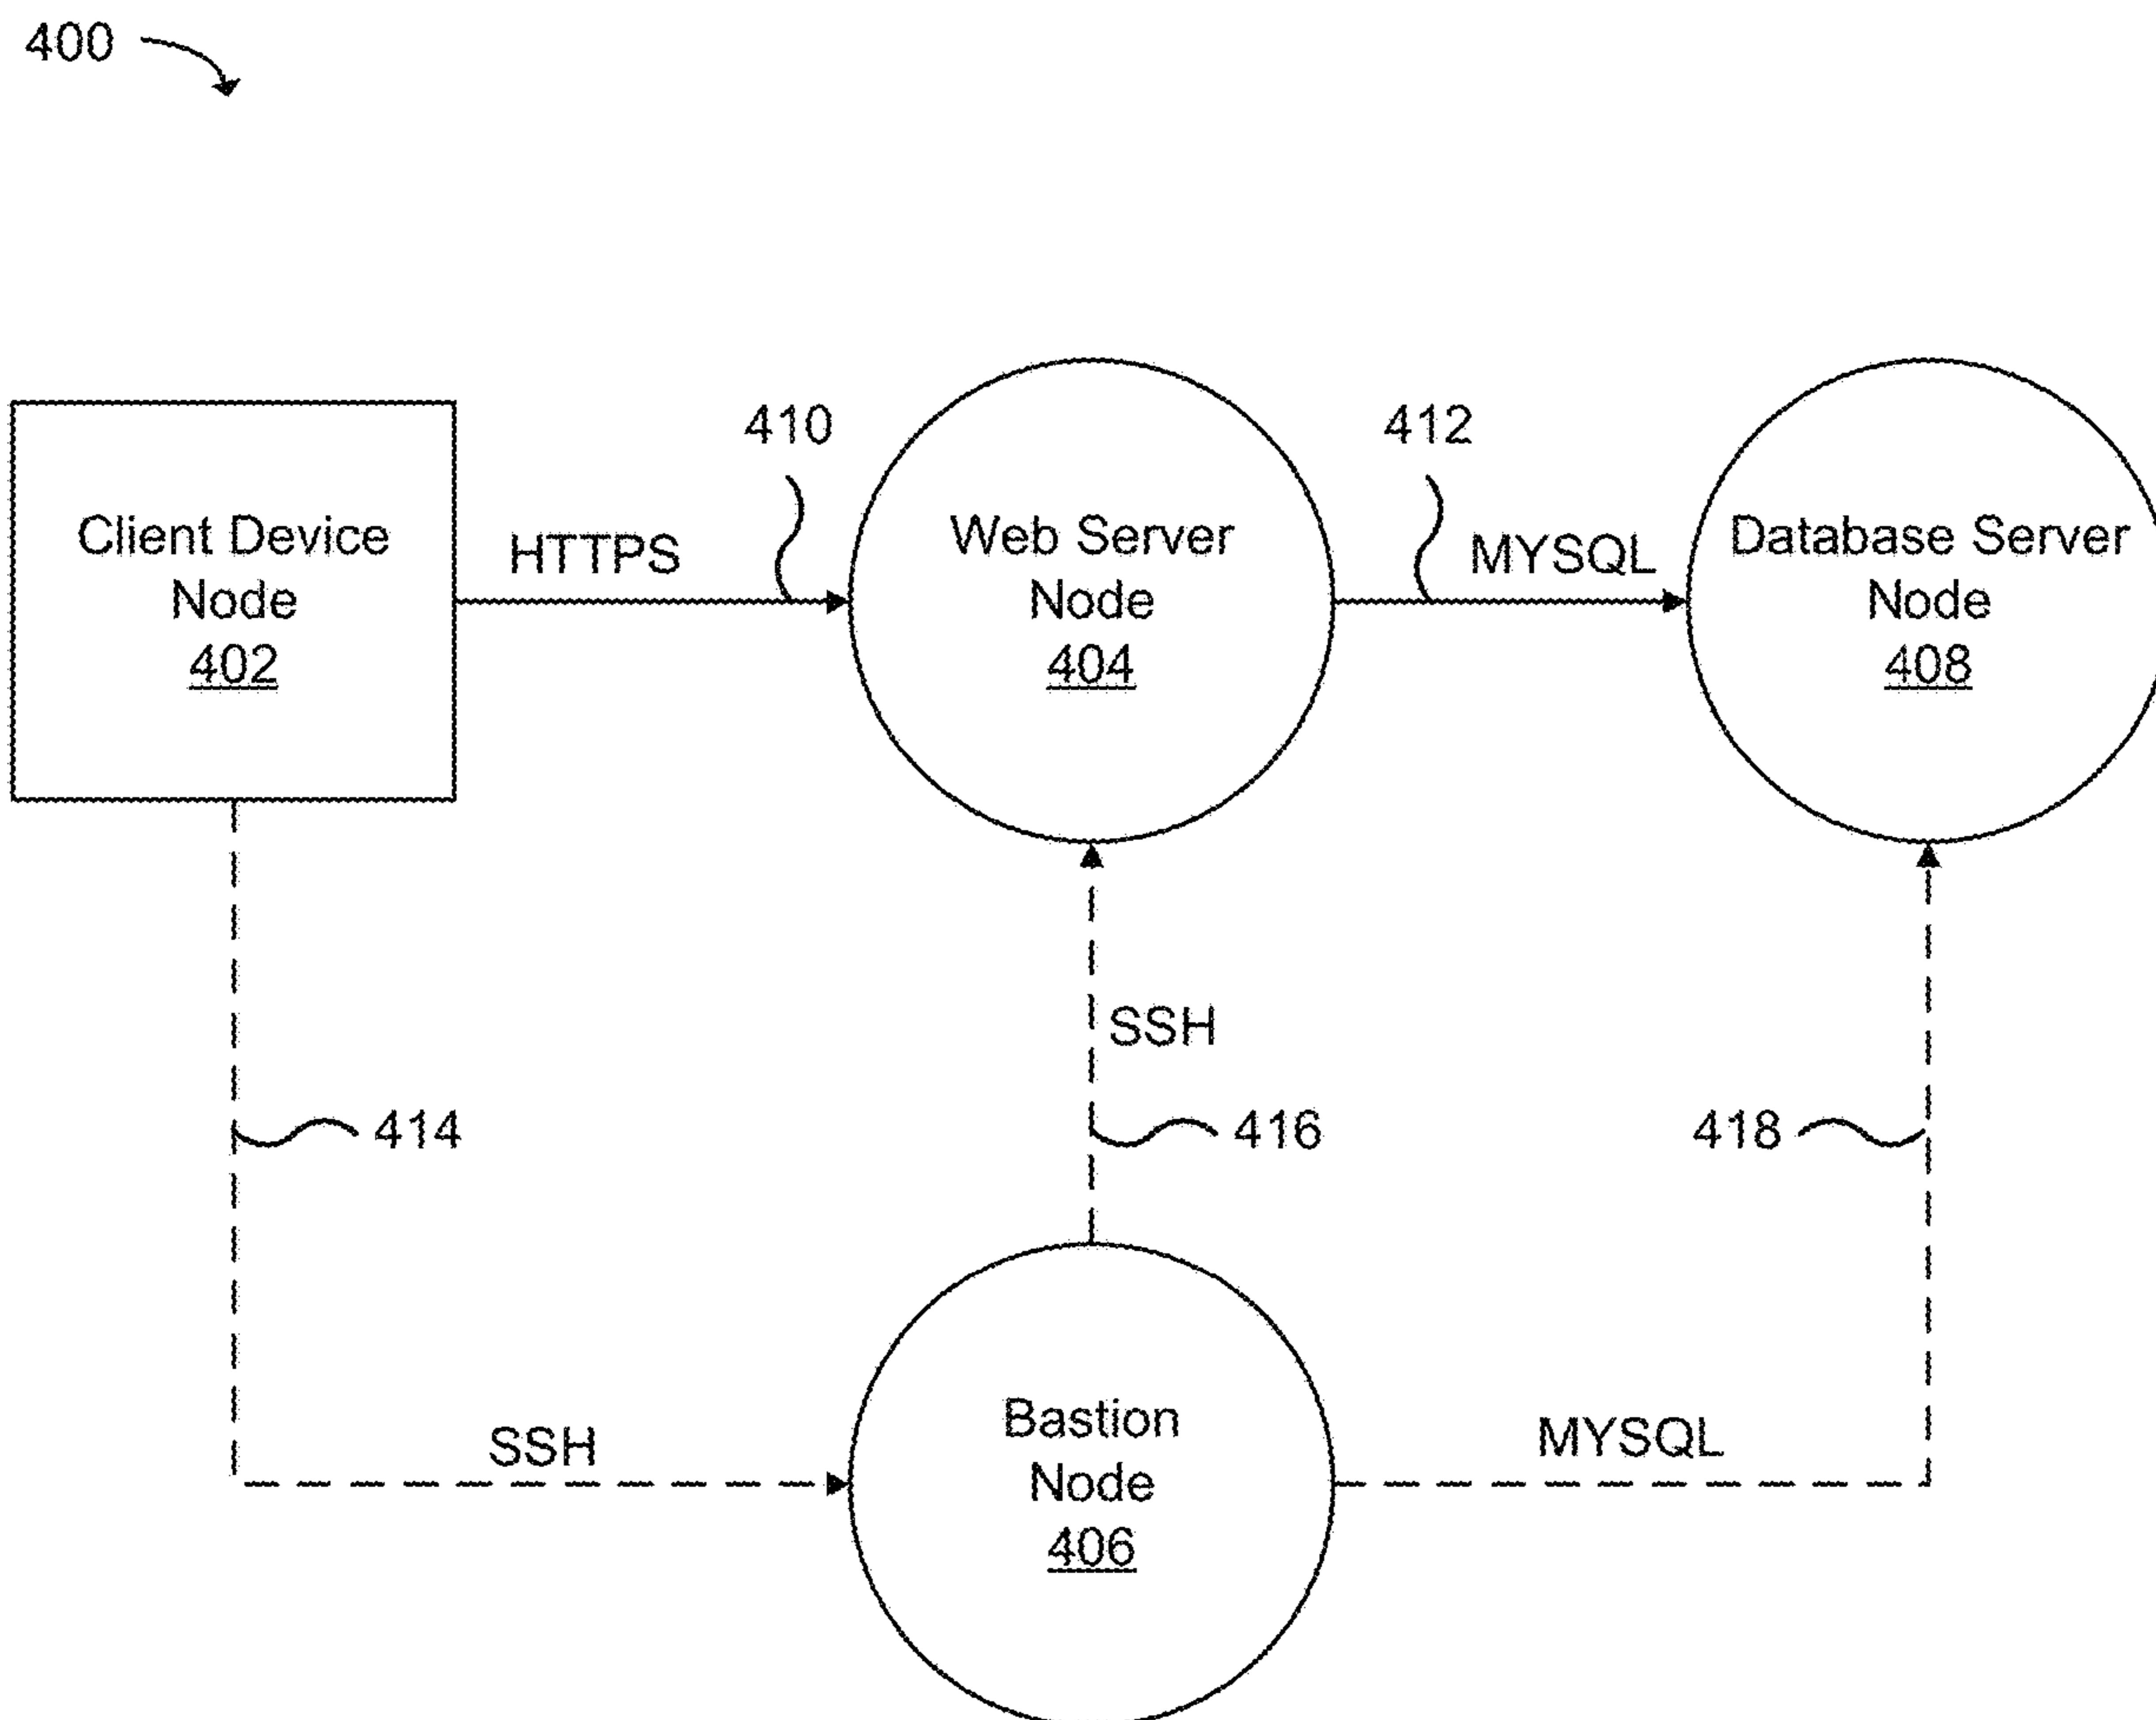 400
410
412
Client Device
Node
402
HTTPS
Web Server
Node
404
MYSQL
Database Server
Node
408
SSH
414
416
418
SSH
Bastion
Node
406
MYSQL